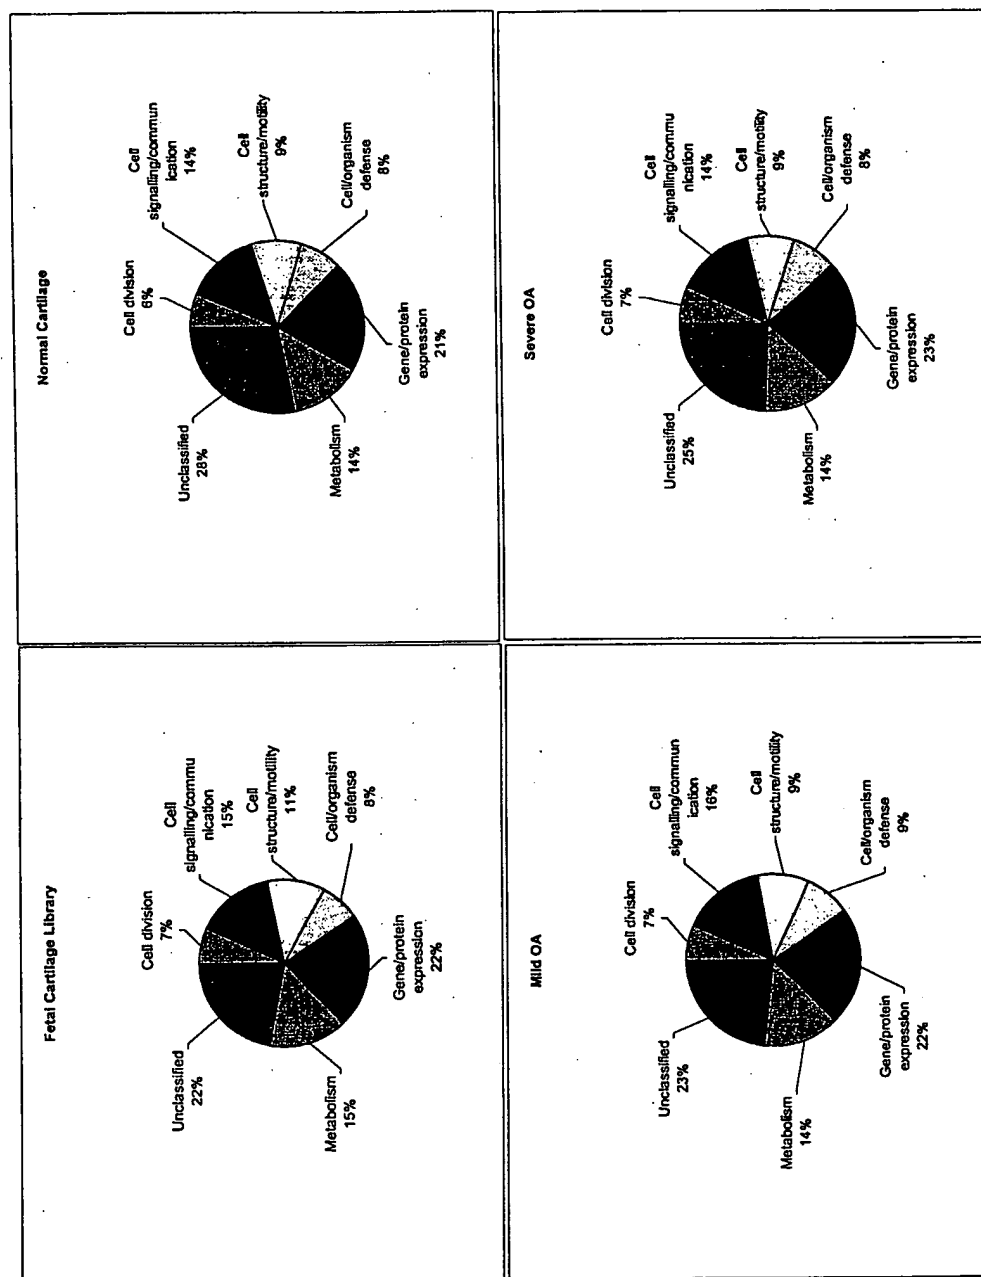 Fetal Cartilage Library
Cell division
7%
Cell
signalling/commu
nication
15%
Cell
structure/motility
11%
Cell/organism
defense
8%
Gene/protein
expression
22%
Metabolism
15%
Unclassified
22%
Normal Cartilage
Cell division
6%
Cell
signalling/commun
ication
14%
Cell
structure/motility
9%
Cell/organism
defense
8%
Gene/protein
expression
21%
Metabolism
14%
Unclassified
28%
Mild OA
Cell division
7%
Cell
signalling/commun
ication
16%
Cell
structure/motility
9%
Cell/organism
defense
9%
Gene/protein
expression
22%
Metabolism
14%
Unclassified
23%
Severe OA
Cell division
7%
Cell
signalling/commu
nication
14%
Cell
structure/motility
9%
Cell/organism
defense
8%
Gene/protein
expression
23%
Metabolism
14%
Unclassified
25%